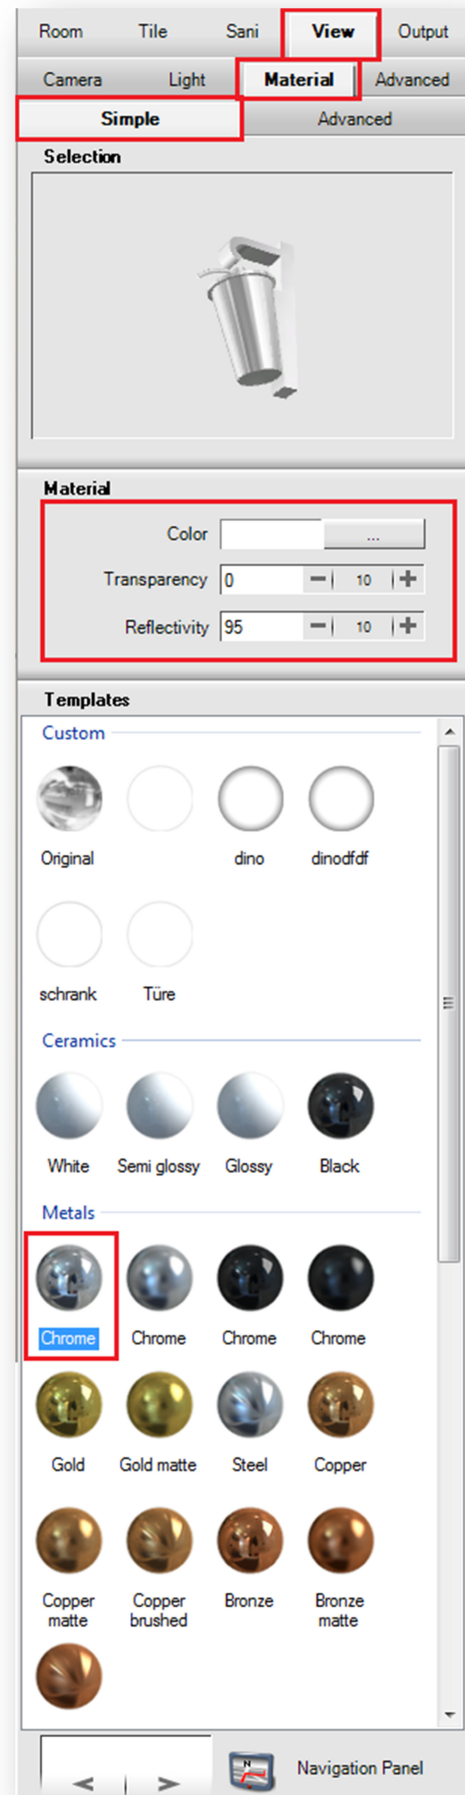 Room Tile Sani View Output
Camera Light Material Advanced
Simple Advanced
Selection
Material
Color ...
Transparency 0 10
Reflectivity 95 10
Templates
Custom
Original dino dinodfdf
schrank Türe
Ceramics
White Semi glossy Glossy Black
Metals
Chrome Chrome Chrome Chrome
Gold Gold matte Steel Copper
Copper matte Copper brushed Bronze Bronze matte
N
Navigation Panel